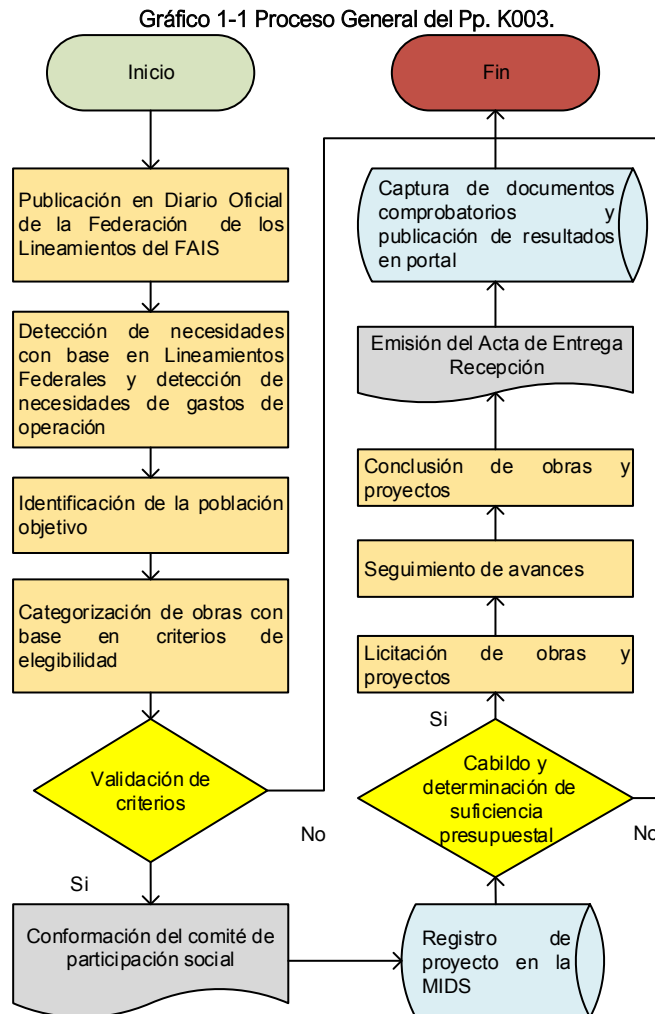 Gráfico 1-1 Proceso General del Pp. K003.
Inicio
Publicación en Diario Oficial
de la Federación de los
Lineamientos del FAIS
Detección de necesidades
con base en Lineamientos
Federales y detección de
necesidades de gastos de
operación
Identificación de la población
objetivo
Categorización de obras con
base en criterios de
elegibilidad
Validación de
criterios
No
Si
Conformación del comité de
participación social
Registro de
proyecto en la
MIDS
Cabildo y
determinación de
suficiencia
presupuestal
No
Si
Licitación de obras y
proyectos
Seguimiento de avances
Conclusión de obras y
proyectos
Emisión del Acta de Entrega
Recepción
Captura de documentos
comprobatorios y
publicación de resultados
en portal
Fin